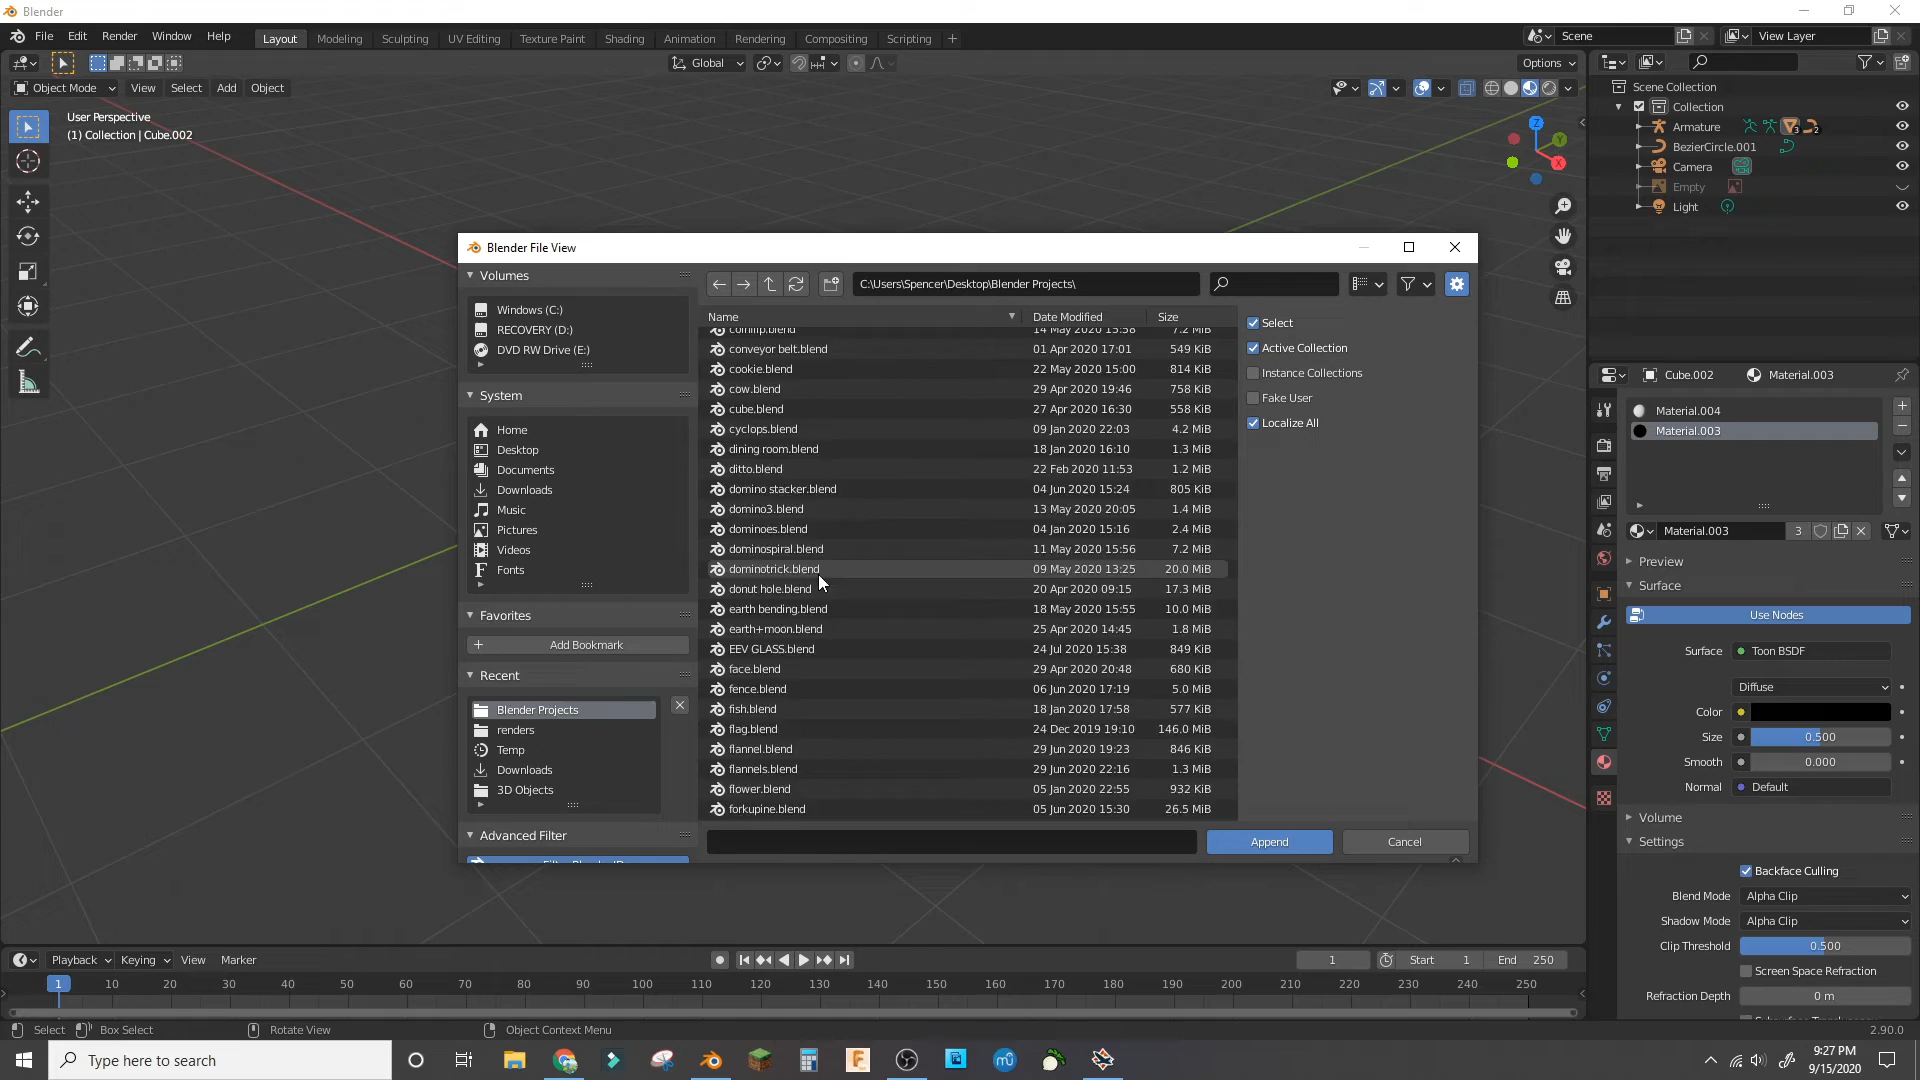 Blender
File Edit Render Window Help Layout Modeling Sculpting UV Editing Texture Paint Shading Animation Rendering Compositing Scripting + Scene View Layer
Global Options
Object Mode View Select Add Object
User Perspective
(1) Collection | Cube.002
Z
Y
X
Scene Collection
Collection
Armature 3 2
BezierCircle.001
Camera
Empty
Light
Blender File View
Volumes
Windows (C:)
RECOVERY (D:)
DVD RW Drive (E:)
System
Home
Desktop
Documents
Downloads
Music
Pictures
Videos
Fonts
Favorites
Add Bookmark
Recent
Blender Projects
renders
Temp
Downloads
3D Objects
Advanced Filter
C:\Users\Spencer\Desktop\Blender Projects\
Name Date Modified Size
coinflip.blend 14 May 2020 15:58 7.2 MiB
conveyor belt.blend 01 Apr 2020 17:01 549 KiB
cookie.blend 22 May 2020 15:00 814 KiB
cow.blend 29 Apr 2020 19:46 758 KiB
cube.blend 27 Apr 2020 16:30 558 KiB
cyclops.blend 09 Jan 2020 22:03 4.2 MiB
dining room.blend 18 Jan 2020 16:10 1.3 MiB
ditto.blend 22 Feb 2020 11:53 1.2 MiB
domino stacker.blend 04 Jun 2020 15:24 805 KiB
domino3.blend 13 May 2020 20:05 1.4 MiB
dominoes.blend 04 Jan 2020 15:16 2.4 MiB
dominospiral.blend 11 May 2020 15:56 7.2 MiB
dominotrick.blend 09 May 2020 13:25 20.0 MiB
donut hole.blend 20 Apr 2020 09:15 17.3 MiB
earth bending.blend 18 May 2020 15:55 10.0 MiB
earth+moon.blend 25 Apr 2020 14:45 1.8 MiB
EEV GLASS.blend 24 Jul 2020 15:38 849 KiB
face.blend 29 Apr 2020 20:48 680 KiB
fence.blend 06 Jun 2020 17:19 5.0 MiB
fish.blend 18 Jan 2020 17:58 577 KiB
flag.blend 24 Dec 2019 19:10 146.0 MiB
flannel.blend 29 Jun 2020 19:23 846 KiB
flannels.blend 29 Jun 2020 22:16 1.3 MiB
flower.blend 05 Jan 2020 22:55 932 KiB
forkupine.blend 05 Jun 2020 15:30 26.5 MiB
Select
Active Collection
Instance Collections
Fake User
Localize All
Append Cancel
Cube.002 Material.003
Material.004
Material.003
Material.003 3
Preview
Surface
Use Nodes
Surface Toon BSDF
Diffuse
Color
Size 0.500
Smooth 0.000
Normal Default
Volume
Settings
Backface Culling
Blend Mode Alpha Clip
Shadow Mode Alpha Clip
Clip Threshold 0.500
Screen Space Refraction
Refraction Depth 0 m
Playback Keying View Marker 1 Start 1 End 250
1 10 20 30 40 50 60 70 80 90 100 110 120 130 140 150 160 170 180 190 200 210 220 230 240 250
Select Box Select Rotate View Object Context Menu 2.90.0
Type here to search
9:27 PM
9/15/2020